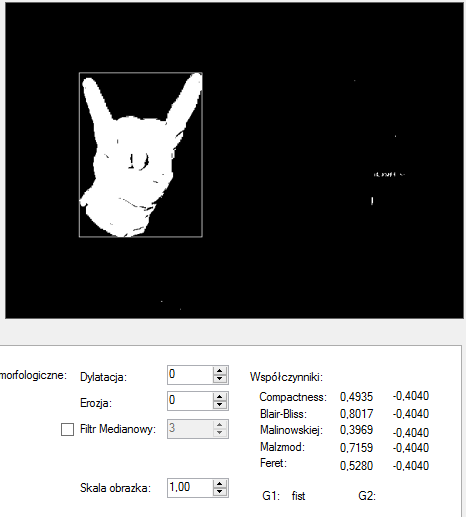 morfologiczne:
Dylatacja: 0
Współczynniki:
Erozja: 0
Compactness: 0,4935 -0,4040
Blair-Bliss: 0,8017 -0,4040
Filtr Medianowy: 3
Malinowskiej: 0,3969 -0,4040
Malzmod: 0,7159 -0,4040
Feret: 0,5280 -0,4040
Skala obrazka: 1,00
G1: fist G2: